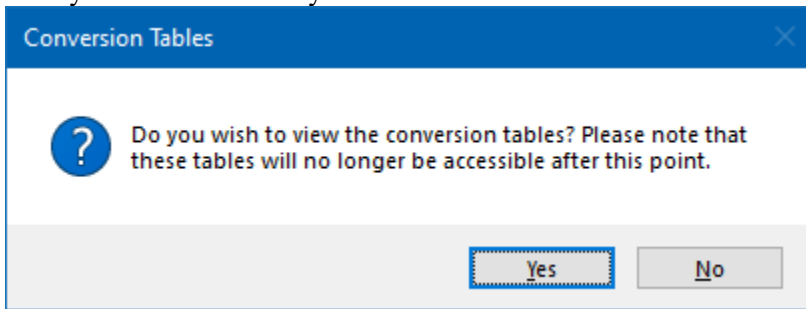 Conversion Tables
Do you wish to view the conversion tables? Please note that
these tables will no longer be accessible after this point.
Yes
No